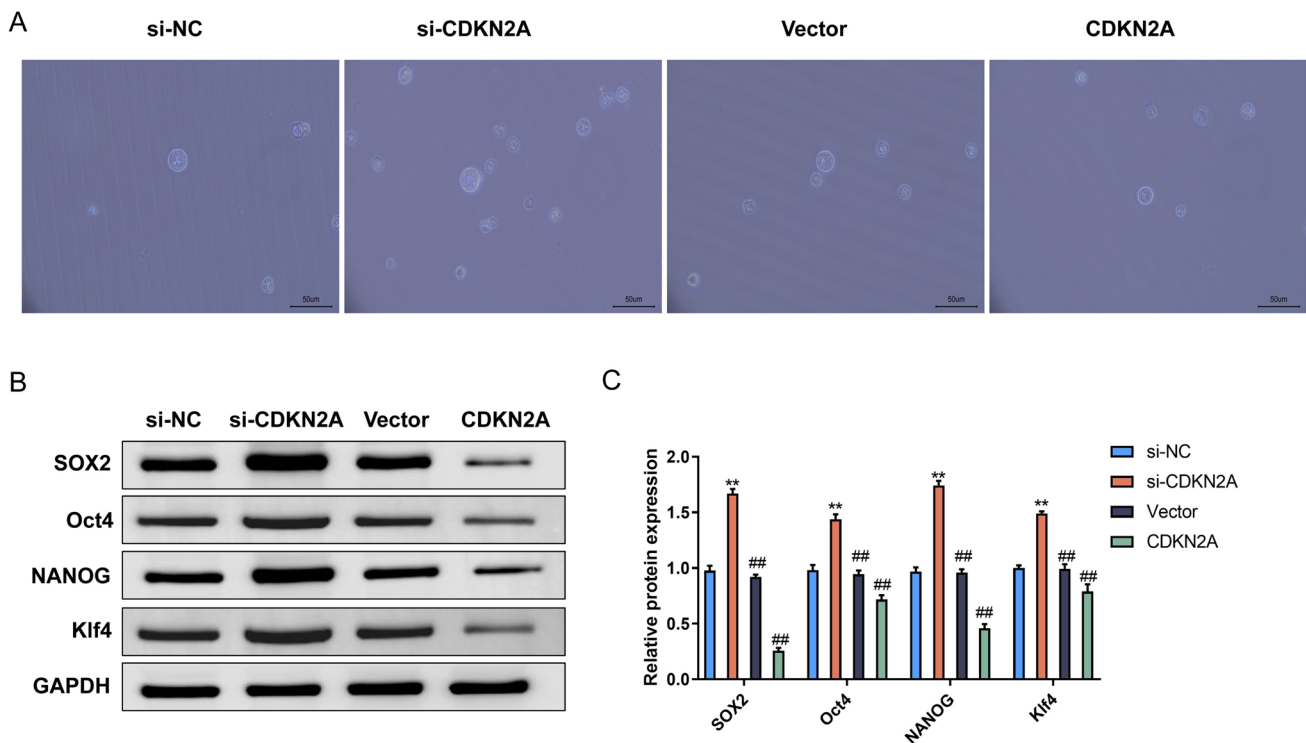 A
si-NC si-CDKN2A Vector CDKN2A
50um 50um 50um 50um
B
si-NC si-CDKN2A Vector CDKN2A
SOX2
Oct4
NANOG
Klf4
GAPDH
C
Relative protein expression
2.0
1.5
1.0
0.5
0.0
** ## ##
** ## ##
** ## ##
** ## ##
SOX2 Oct4 NANOG Klf4
si-NC
si-CDKN2A
Vector
CDKN2A